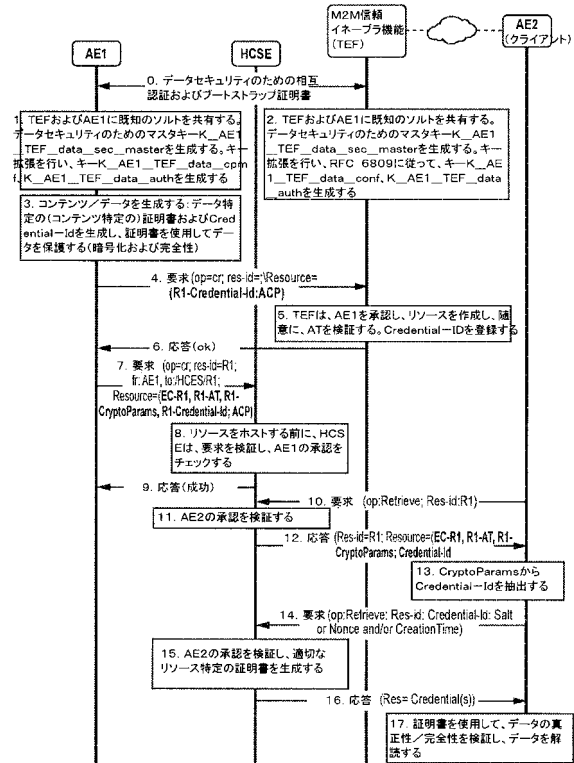 AE1
HCSE
M2M信頼
イネーブラ機能
(TEF)
AE2
(クライアント)
0. データセキュリティのための相互
認証およびブートストラップ証明書
1. TEFおよびAE1に既知のソルトを共有する。
データセキュリティのためのマスタキーK__AE1
__TEF__data__sec__masterを生成する。キー
拡張を行い、キーK__AE1__TEF__data__cpm
f、K__AE1__TEF__data__authを生成する
2. TEFおよびAE1に既知のソルトを共有する。
データセキュリティのためのマスタキーK__AE1
__TEF__data__sec__masterを生成する。キー
拡張を行い、RFC 6809に従って、キーK__AE
1__TEF__data__conf、K__AE1__TEF__data
__authを生成する
3. コンテンツ/データを生成する：データ特
定の(コンテンツ特定の)証明書およびCred
ential-Idを生成し、証明書を使用してデー
タを保護する(暗号化および完全性)
4. 要求(op=cr; res-id=;\Resource=
{R1-Credential-Id:ACP)
5. TEFは、AE1を承認し、リソースを作成し、随
意に、ATを検証する。Credential-IDを登録する
6. 応答(ok)
7. 要求 (op=cr; res-id=R1;
fr:AE1, to:/HCES/R1;
Resource={EC-R1, R1-AT, R1-
CryptoParams, R1-Credential-Id; ACP)
8. リソースをホストする前に、HCS
Eは、要求を検証し、AE1の承認を
チェックする
9. 応答(成功)
10. 要求 (op:Retrieve; Res-id:R1)
11. AE2の承認を検証する
12. 応答 (Res-id=R1; Resource={EC-R1, R1-AT, R1-
CryptoParams; Credential-Id
13. CryptoParamsから
Credential-Idを抽出する
14. 要求(op:Retrieve; Res-id: Credential-Id: Salt
or Nonce and/or CreationTime)
15. AE2の承認を検証し、適切な
リソース特定の証明書を生成する
16. 応答 (Res= Credential(s))
17. 証明書を使用して、データの真
正性/完全性を検証し、データを解
読する